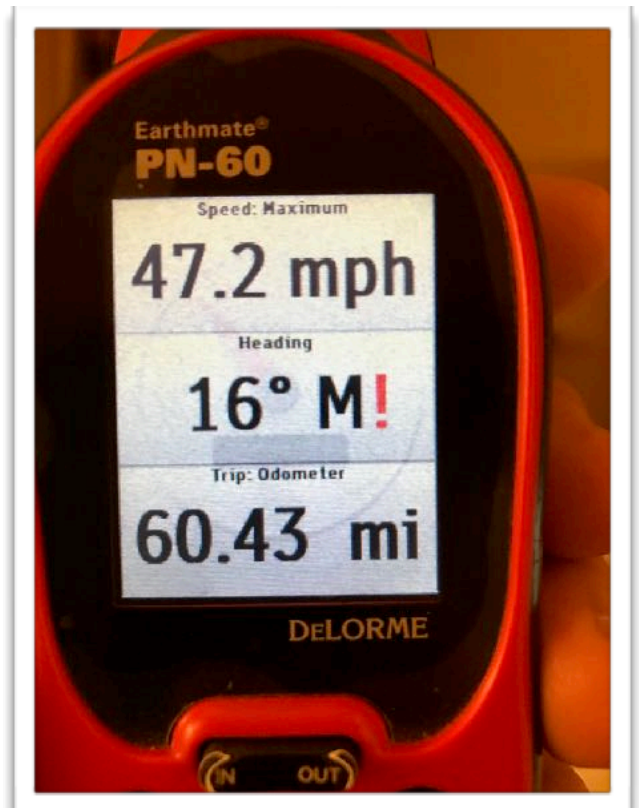 Earthmate®
PN-60
Speed: Maximum
47.2 mph
Heading
16° M!
Trip: Odometer
60.43 mi
DELORME
IN OUT